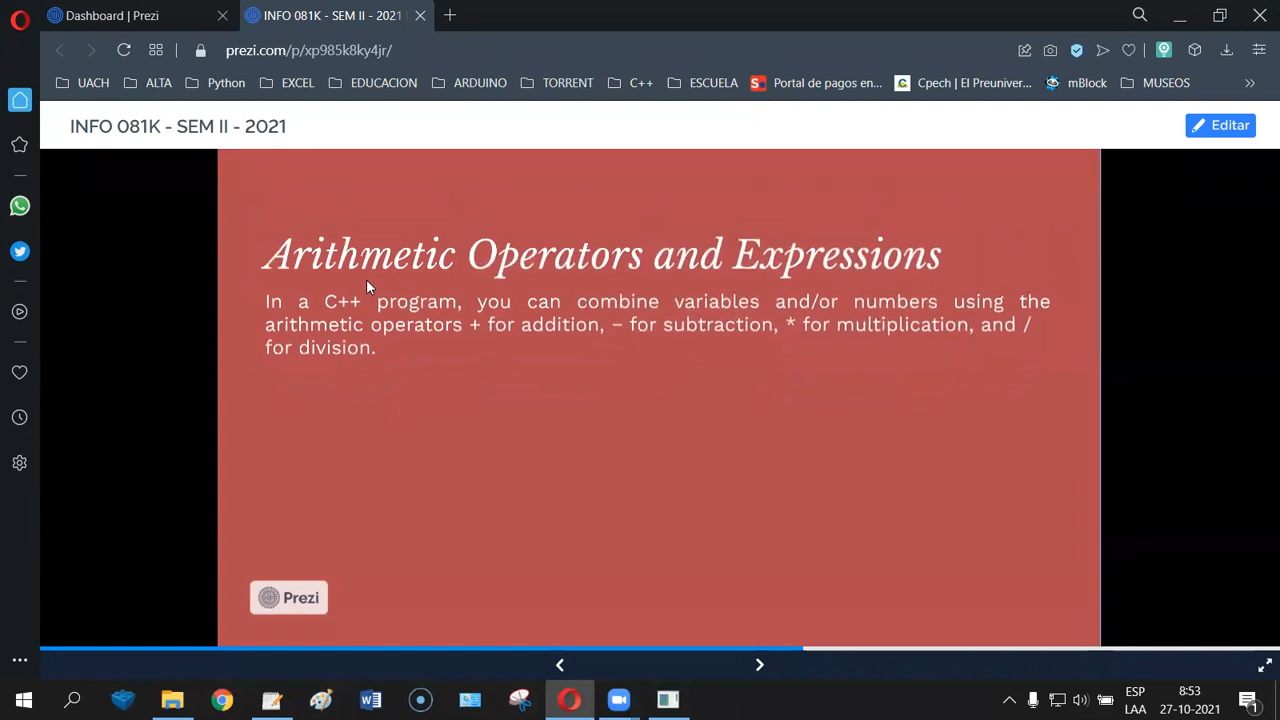 Dashboard | Prezi
INFO 081K - SEM II - 2021
prezi.com/p/xp985k8ky4jr/
UACH
ALTA
Python
EXCEL
EDUCACION
ARDUINO
TORRENT
C++
ESCUELA
Portal de pagos en...
Cpech | El Preuniver...
mBlock
MUSEOS
INFO 081K - SEM II - 2021
Editar
Arithmetic Operators and Expressions
In a C++ program, you can combine variables and/or numbers using the
arithmetic operators + for addition, – for subtraction, * for multiplication, and /
for division.
Prezi
ESP
LAA
8:53
27-10-2021
1